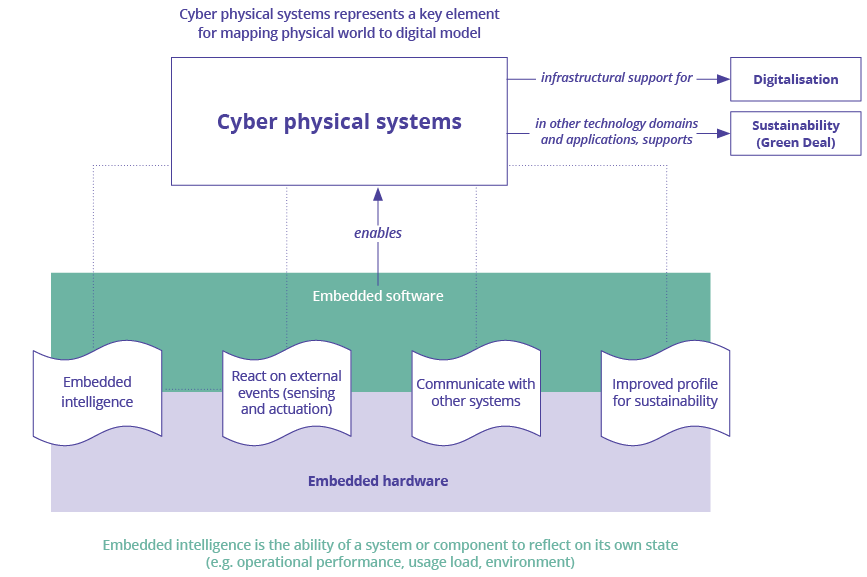 Cyber physical systems represents a key element
for mapping physical world to digital model
Cyber physical systems
infrastructural support for
Digitalisation
in other technology domains
and applications, supports
Sustainability
(Green Deal)
enables
Embedded software
Embedded
intelligence
React on external
events (sensing
and actuation)
Communicate with
other systems
Improved profile
for sustainability
Embedded hardware
Embedded intelligence is the ability of a system or component to reflect on its own state
(e.g. operational performance, usage load, environment)